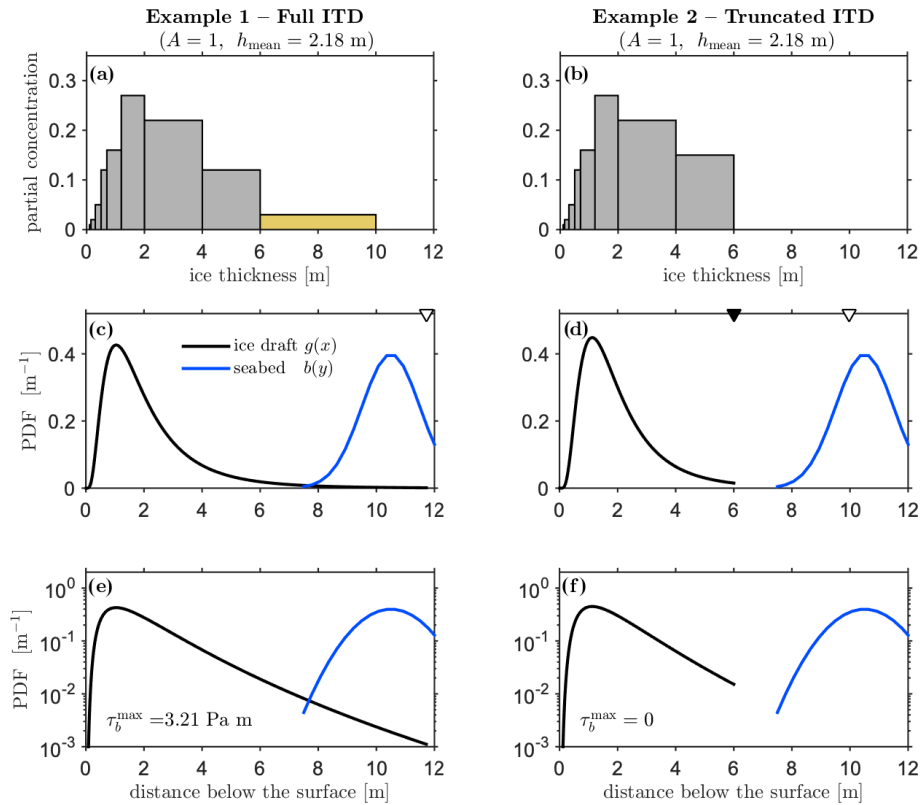 Example 1 – Full ITD
(A = 1, h_mean = 2.18 m)
Example 2 – Truncated ITD
(A = 1, h_mean = 2.18 m)
(a)
partial concentration
0.3
0.2
0.1
0
0 2 4 6 8 10 12
ice thickness [m]
(b)
0.3
0.2
0.1
0
0 2 4 6 8 10 12
ice thickness [m]
(c)
PDF [m⁻¹]
0.4
0.2
0
ice draft g(x)
seabed b(y)
0 2 4 6 8 10 12
(d)
0.4
0.2
0
0 2 4 6 8 10 12
(e)
PDF [m⁻¹]
10⁰
10⁻¹
10⁻²
10⁻³
τ_b^max =3.21 Pa m
0 2 4 6 8 10 12
distance below the surface [m]
(f)
10⁰
10⁻¹
10⁻²
10⁻³
τ_b^max = 0
0 2 4 6 8 10 12
distance below the surface [m]